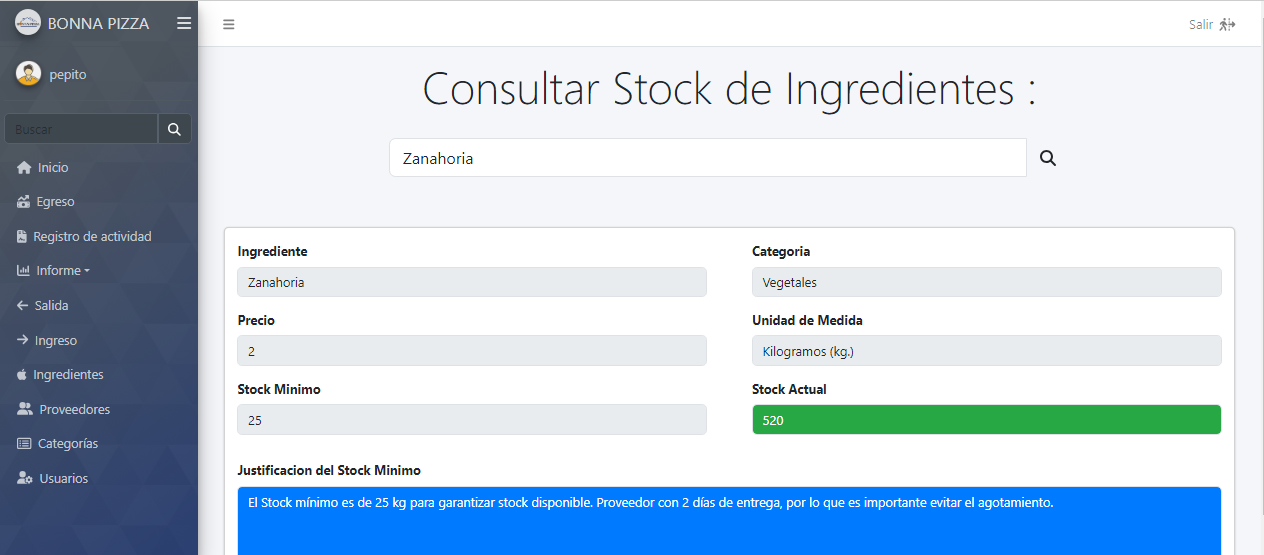 BONNA PIZZA
pepito
Buscar
Inicio
Egreso
Registro de actividad
Informe
Salida
Ingreso
Ingredientes
Proveedores
Categorías
Usuarios
Salir
Consultar Stock de Ingredientes :
Zanahoria
Ingrediente
Categoria
Zanahoria
Vegetales
Precio
Unidad de Medida
2
Kilogramos (kg.)
Stock Minimo
Stock Actual
25
520
Justificacion del Stock Minimo
El Stock mínimo es de 25 kg para garantizar stock disponible. Proveedor con 2 días de entrega, por lo que es importante evitar el agotamiento.